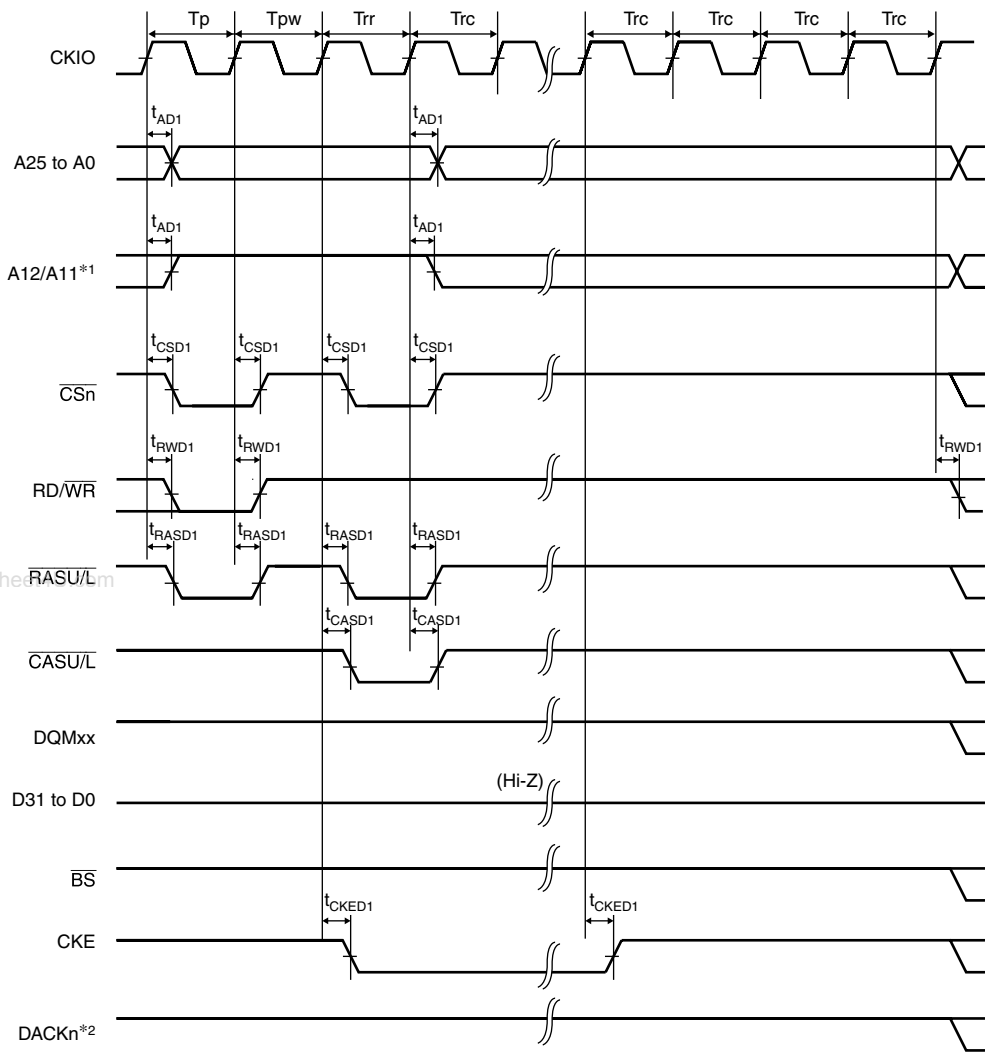 Tp Tpw Trr Trc Trc Trc Trc Trc
CKIO
tAD1 tAD1
A25 to A0
tAD1 tAD1
A12/A11*1
tCSD1 tCSD1 tCSD1 tCSD1
CSn
tRWD1 tRWD1 tRWD1
RD/WR
tRASD1 tRASD1 tRASD1 tRASD1
RASU/L
tCASD1 tCASD1
CASU/L
DQMxx
(Hi-Z)
D31 to D0
BS
tCKED1 tCKED1
CKE
DACKn*2